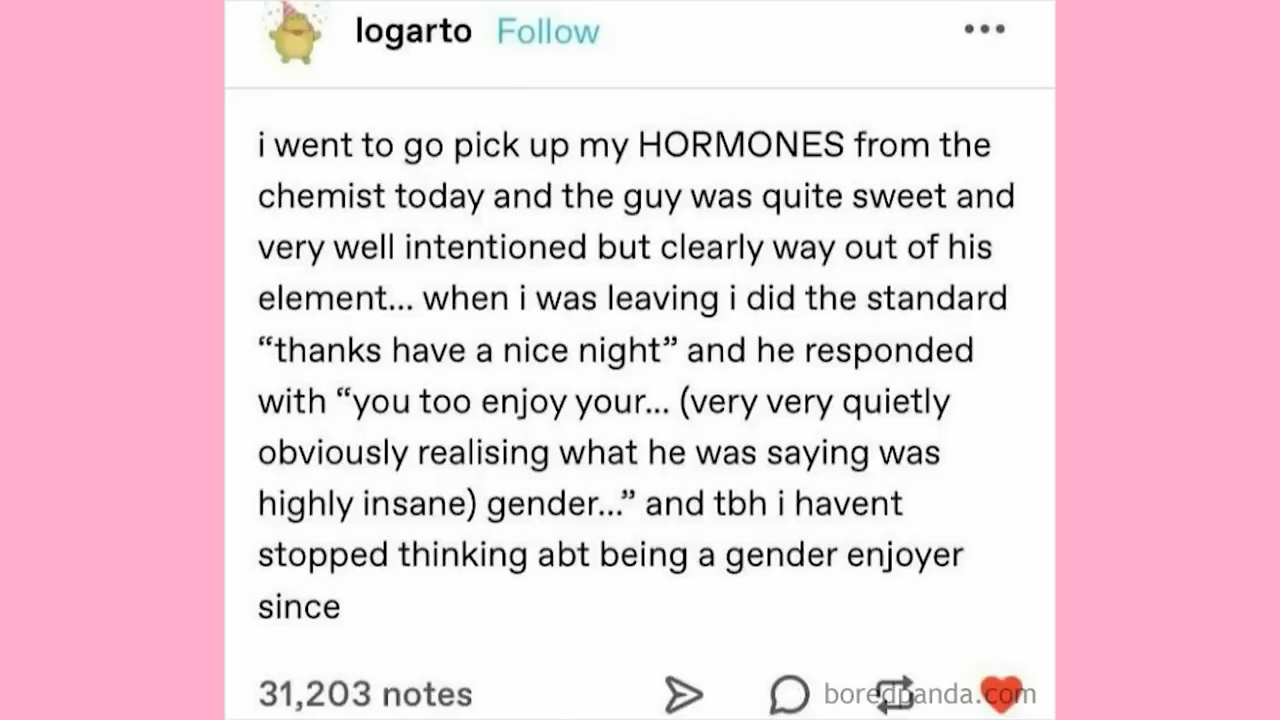 logarto Follow
i went to go pick up my HORMONES from the
chemist today and the guy was quite sweet and
very well intentioned but clearly way out of his
element... when i was leaving i did the standard
“thanks have a nice night” and he responded
with “you too enjoy your... (very very quietly
obviously realising what he was saying was
highly insane) gender...” and tbh i havent
stopped thinking abt being a gender enjoyer
since
31,203 notes boredpanda.com